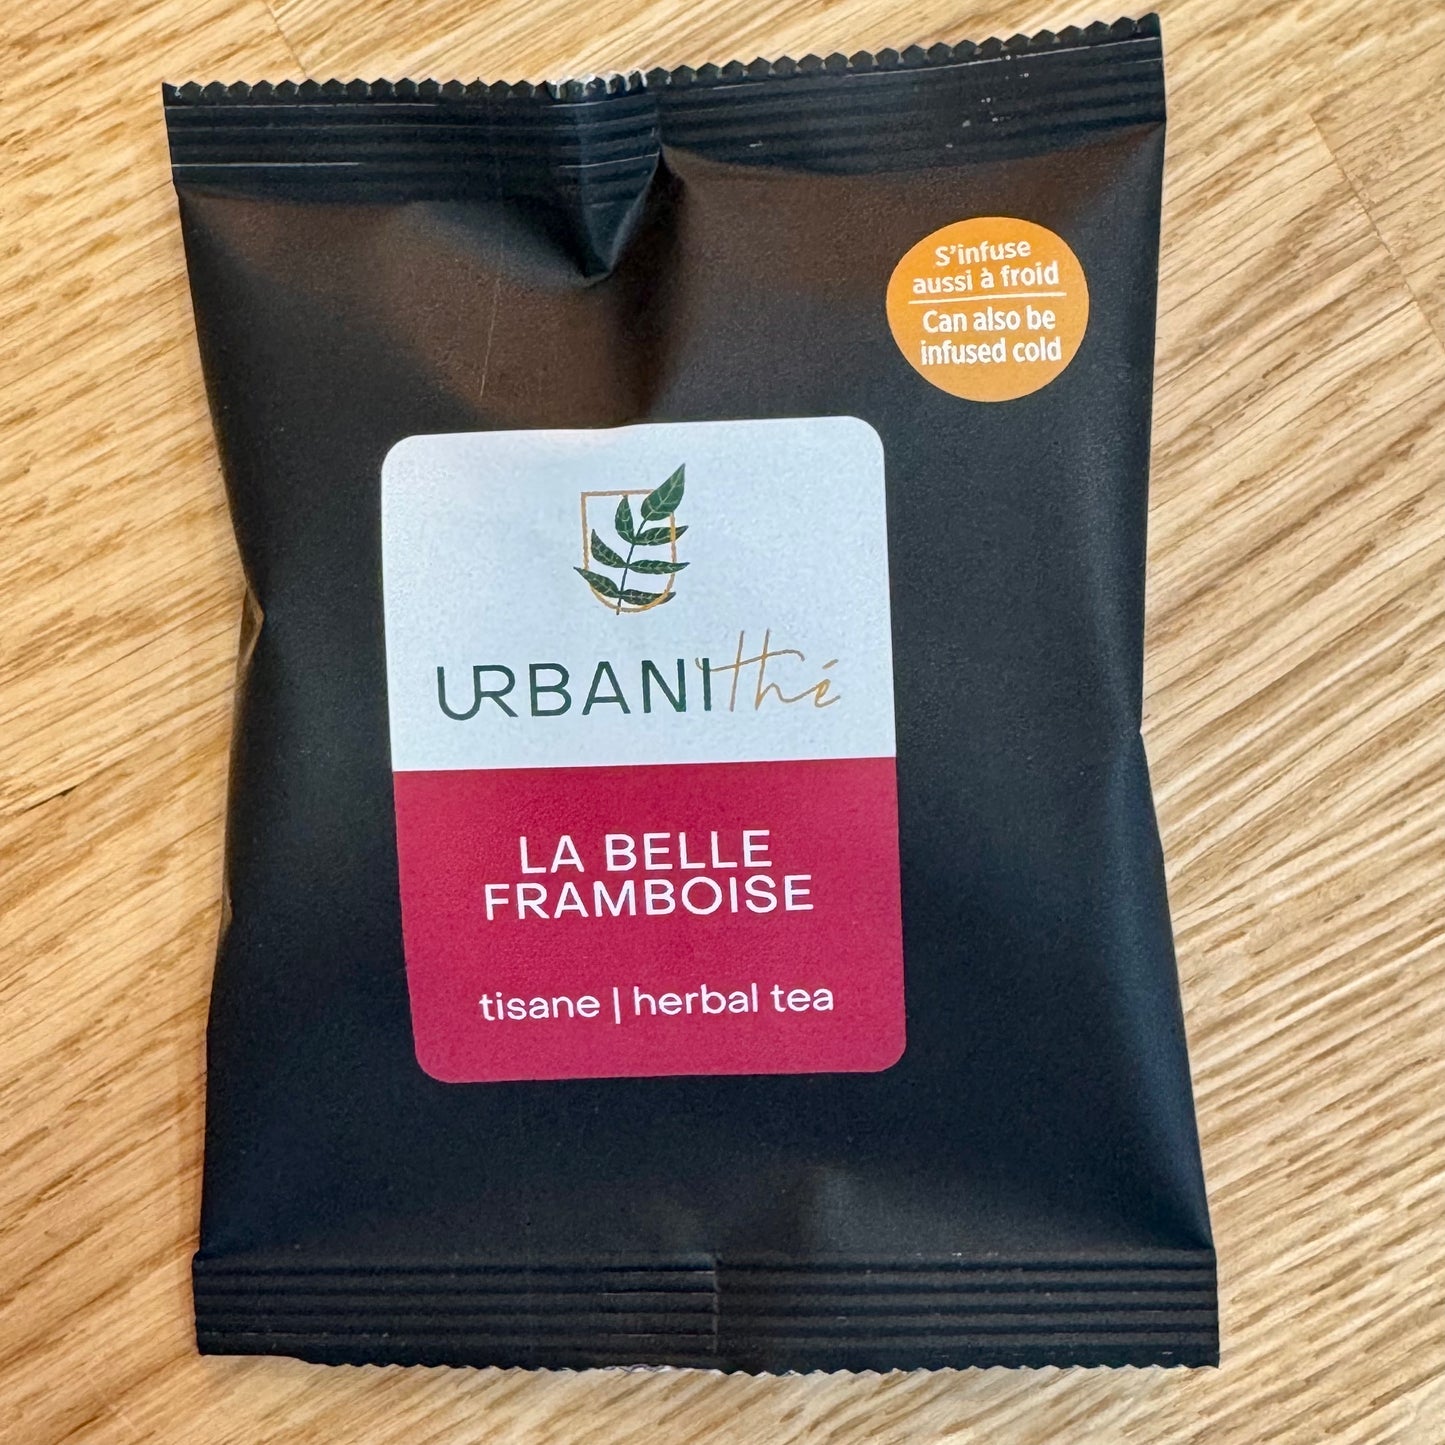 S'infuse
aussi à froid
Can also be
infused cold
URBANIthé
LA BELLE
FRAMBOISE
tisane | herbal tea